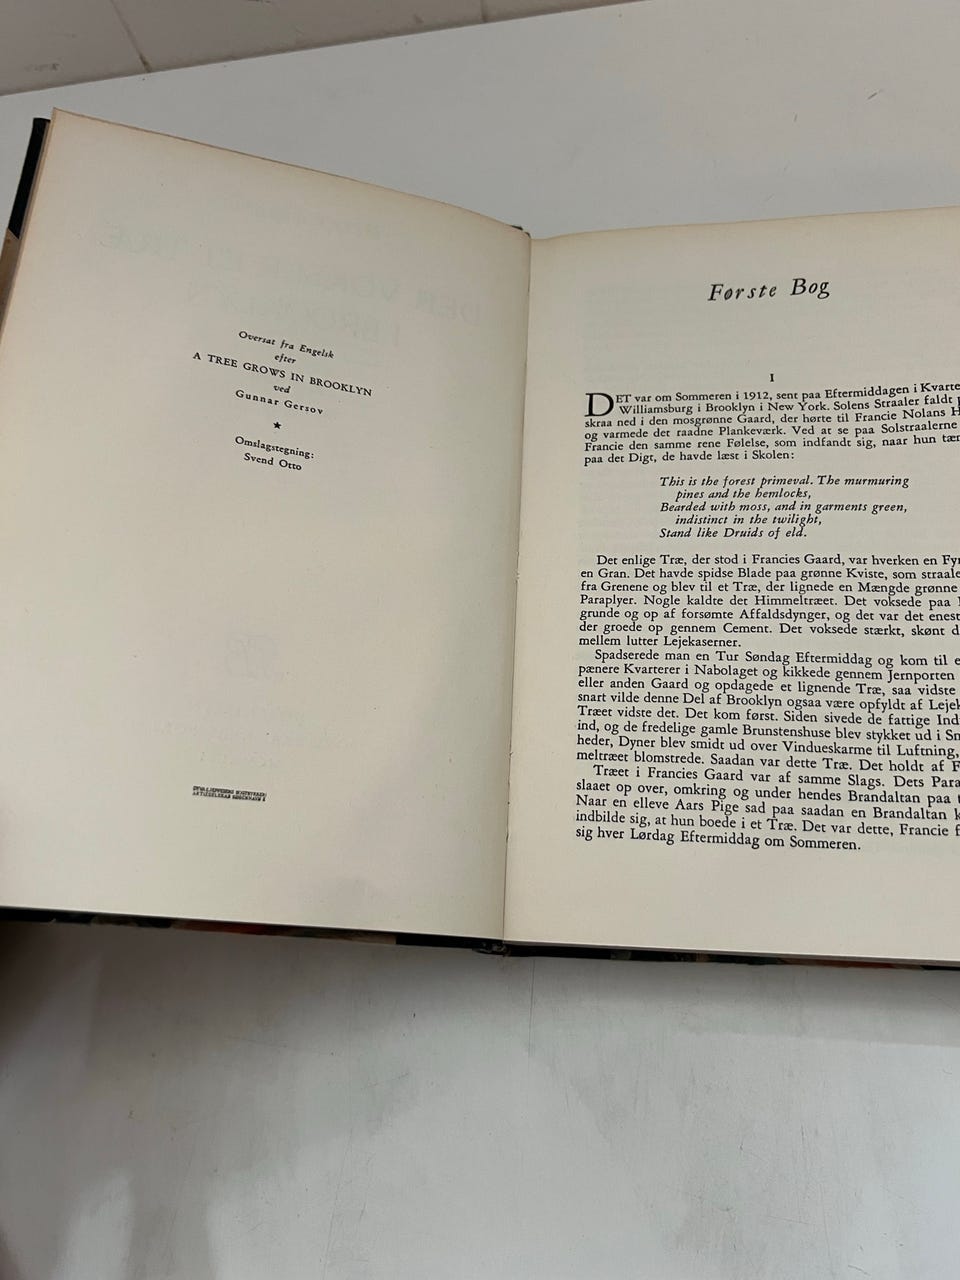 Oversat fra Engelsk
efter
A TREE GROWS IN BROOKLYN
ved
Gunnar Gersov
★
Omslagstegning:
Svend Otto
Første Bog
I
DET var om Sommeren i 1912, sent paa Eftermiddagen i Kvarte
Williamsburg i Brooklyn i New York. Solens Straaler faldt
skraa ned i den mosgrønne Gaard, der hørte til Francie Nolans H
og varmede det raadne Plankeværk. Ved at se paa Solstraalerne
Francie den samme rene Følelse, som indfandt sig, naar hun tæn
paa det Digt, de havde læst i Skolen:
This is the forest primeval. The murmuring
pines and the hemlocks,
Bearded with moss, and in garments green,
indistinct in the twilight,
Stand like Druids of eld.
Det enlige Træ, der stod i Francies Gaard, var hverken en Fyr
en Gran. Det havde spidse Blade paa grønne Kviste, som straale
fra Grenene og blev til et Træ, der lignede en Mængde grønne
Paraplyer. Nogle kaldte det Himmeltræet. Det voksede paa
grunde og op af forsømte Affaldsdynger, og det var det enest
der groede op gennem Cement. Det voksede stærkt, skønt d
mellem lutter Lejekaserner.
Spadserede man en Tur Søndag Eftermiddag og kom til e
pænere Kvarterer i Nabolaget og kikkede gennem Jernporten
eller anden Gaard og opdagede et lignende Træ, saa vidste
snart vilde denne Del af Brooklyn ogsaa være opfyldt af Lejek
Træet vidste det. Det kom først. Siden sivede de fattige Ind
ind, og de fredelige gamle Brunstenshuse blev stykket ud i Sm
heder, Dyner blev smidt ud over Vindueskarme til Luftning,
meltræet blomstrede. Saadan var dette Træ. Det holdt af F
Træet i Francies Gaard var af samme Slags. Dets Para
slaaet op over, omkring og under hendes Brandaltan paa
Naar en elleve Aars Pige sad paa saadan en Brandaltan k
indbilde sig, at hun boede i et Træ. Det var dette, Francie f
sig hver Lørdag Eftermiddag om Sommeren.